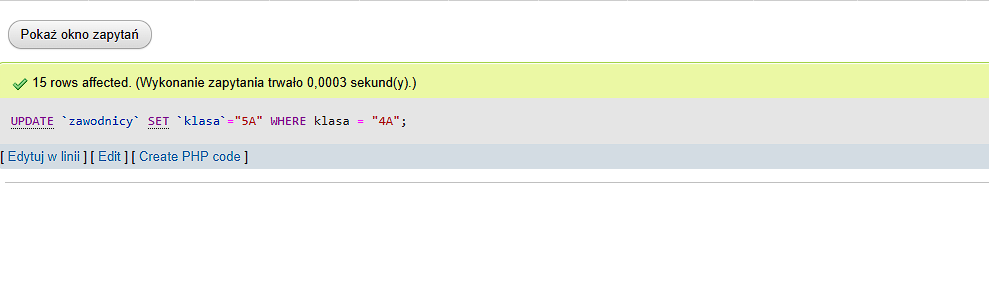 Pokaż okno zapytań
15 rows affected. (Wykonanie zapytania trwało 0,0003 sekund(y).)
UPDATE `zawodnicy` SET `klasa`="5A" WHERE klasa = "4A";
[ Edytuj w linii ] [ Edit ] [ Create PHP code ]